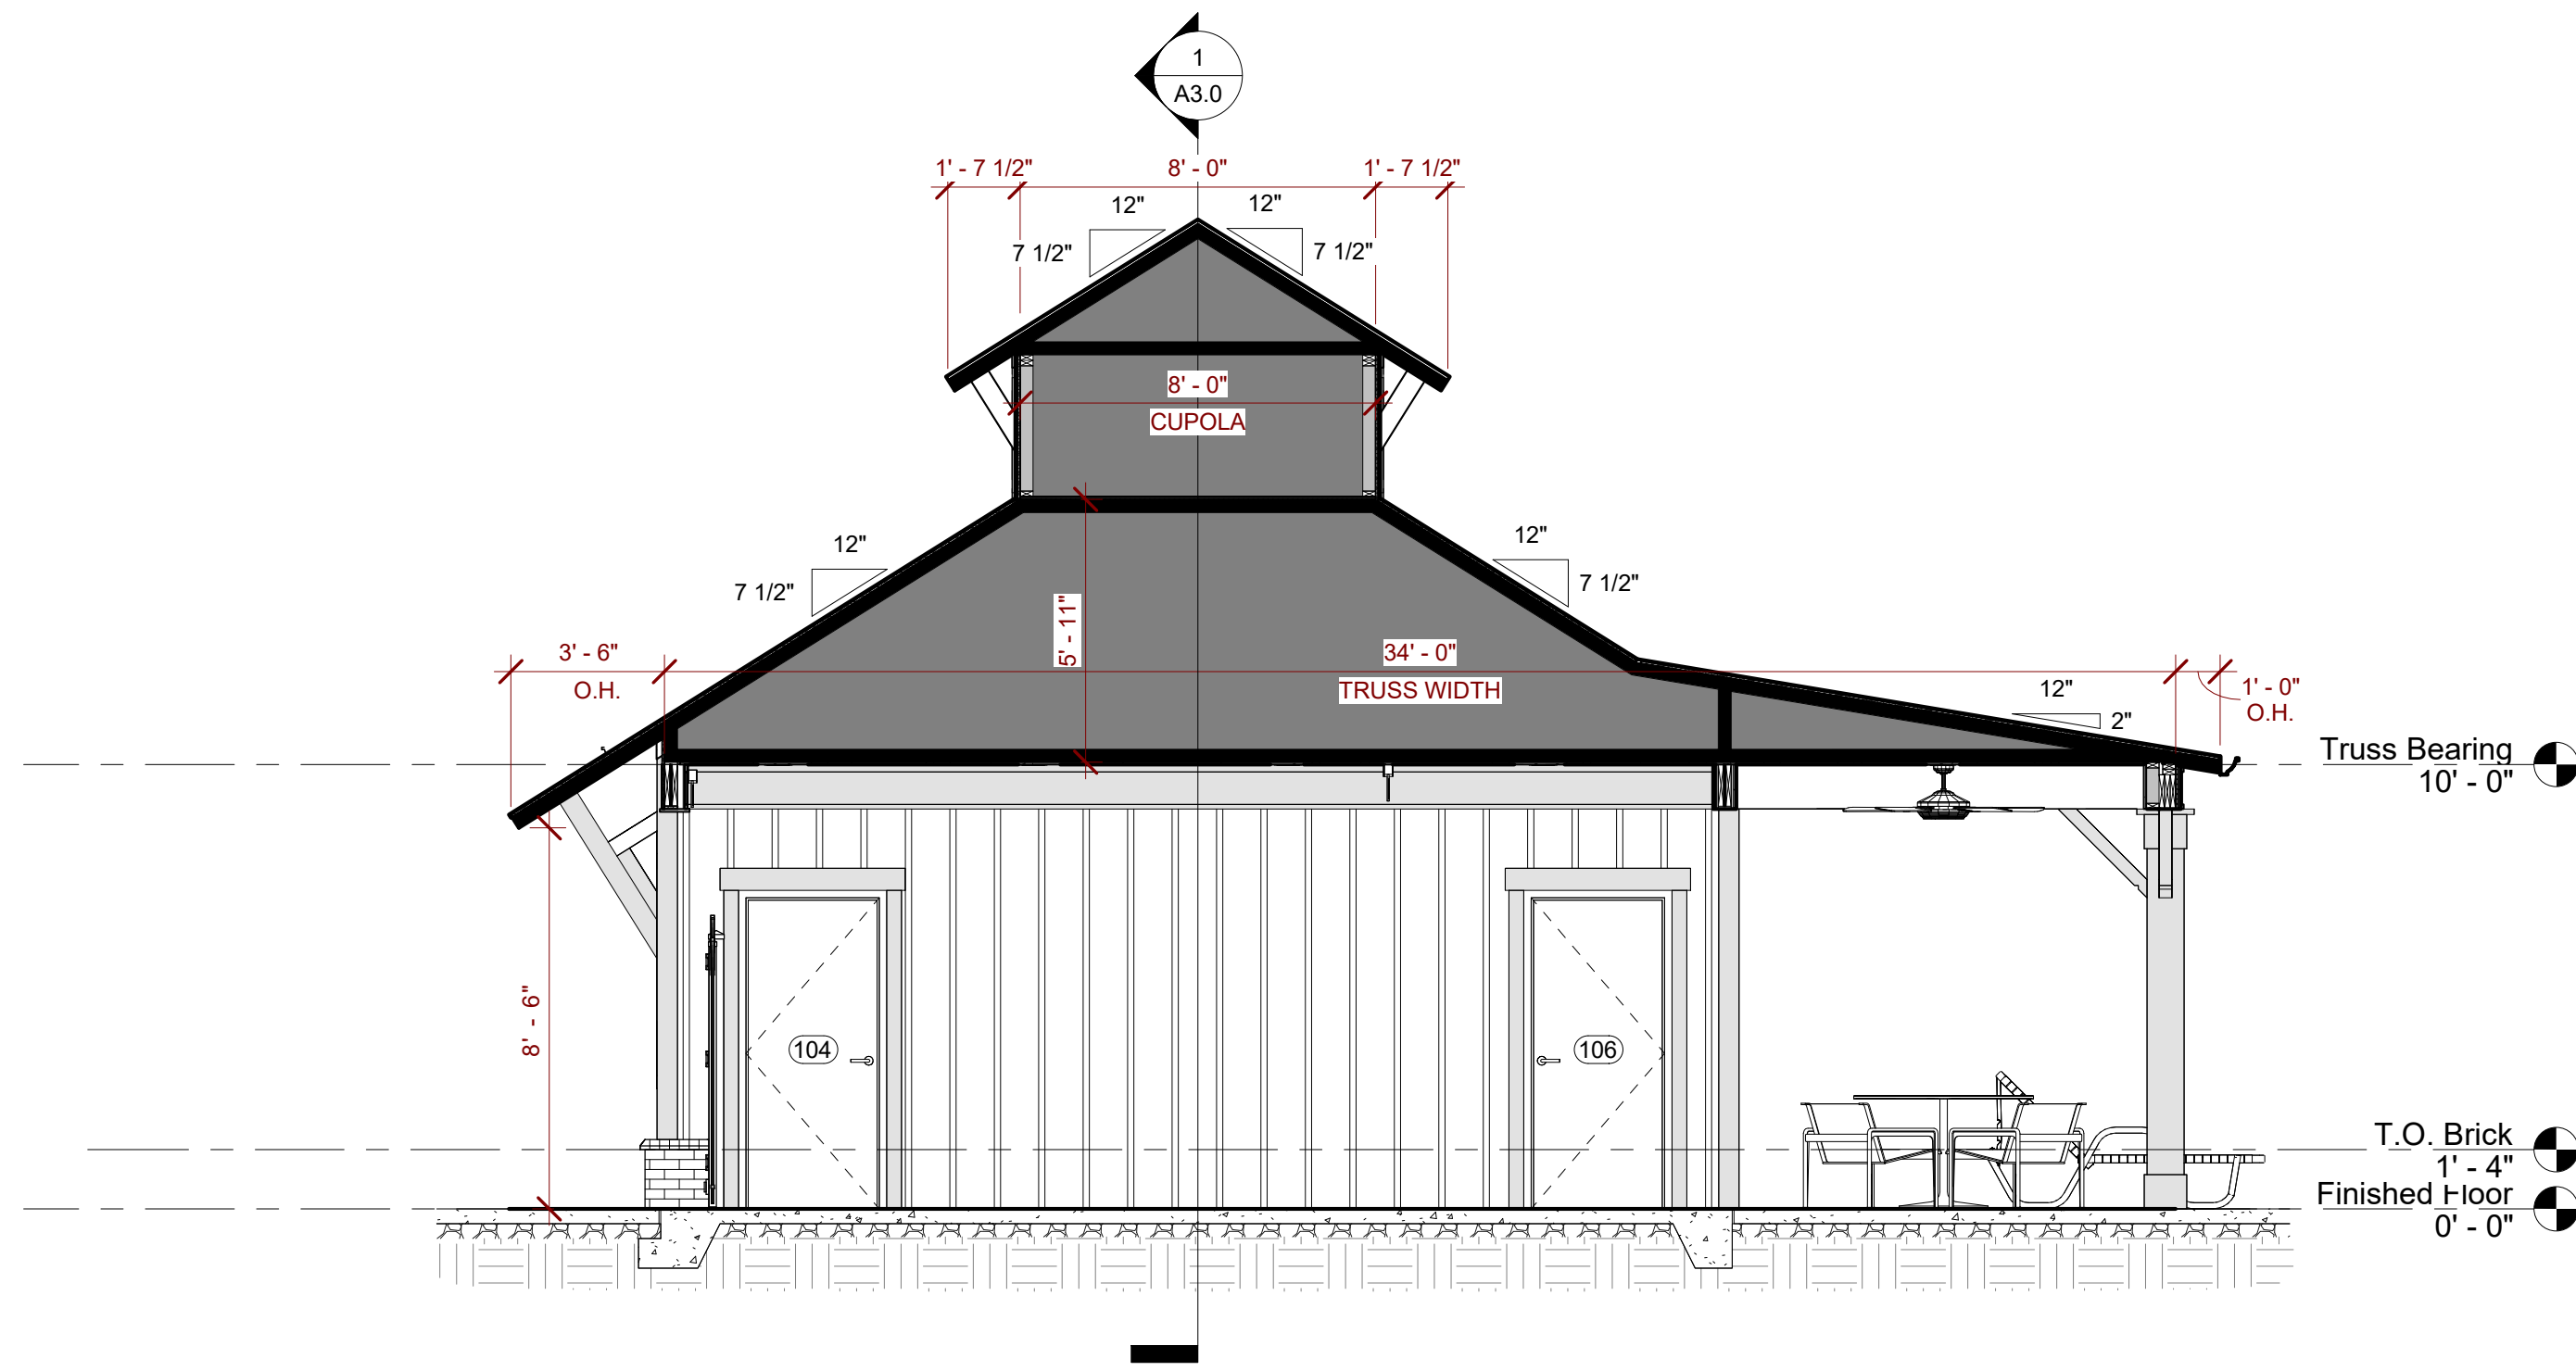 1
A3.0
1' - 7 1/2"
8' - 0"
1' - 7 1/2"
12"
12"
7 1/2"
7 1/2"
8' - 0"
CUPOLA
12"
12"
7 1/2"
7 1/2"
5' - 11"
3' - 6"
O.H.
34' - 0"
TRUSS WIDTH
12"
2"
1' - 0"
O.H.
Truss Bearing
10' - 0"
8' - 6"
104
106
T.O. Brick
1' - 4"
Finished Floor
0' - 0"